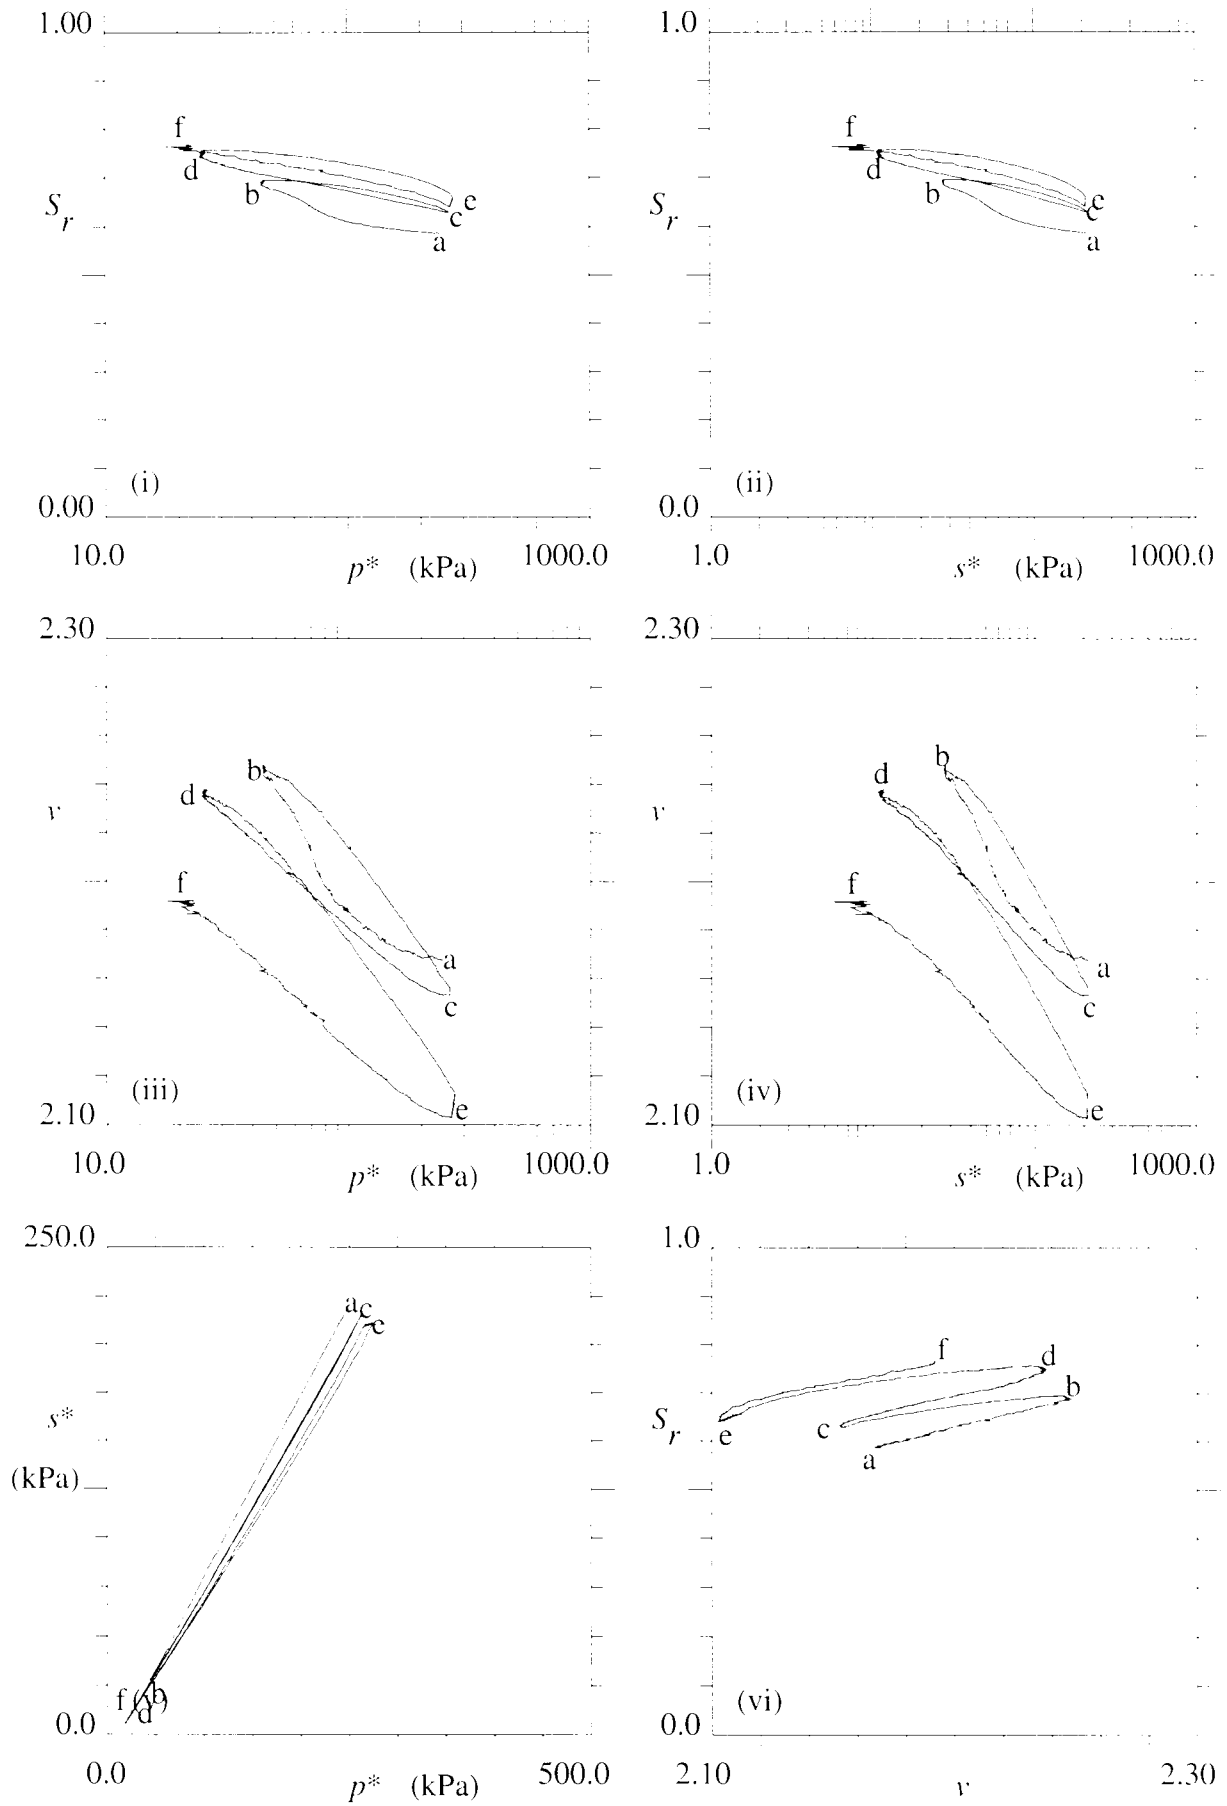 1.00
f
d
b
e
c
a
S_r
(i)
0.00
10.0
p* (kPa)
1000.0
1.0
f
d
b
e
c
a
S_r
(ii)
0.0
1.0
s* (kPa)
1000.0
2.30
b
d
v
f
a
c
(iii)
e
2.10
10.0
p* (kPa)
1000.0
2.30
b
d
v
f
a
c
(iv)
e
2.10
1.0
s* (kPa)
1000.0
250.0
a
c
e
s*
(kPa)
f
(v)
b
d
0.0
0.0
p* (kPa)
500.0
1.0
f
d
b
S_r
e
c
a
(vi)
0.0
2.10
v
2.30